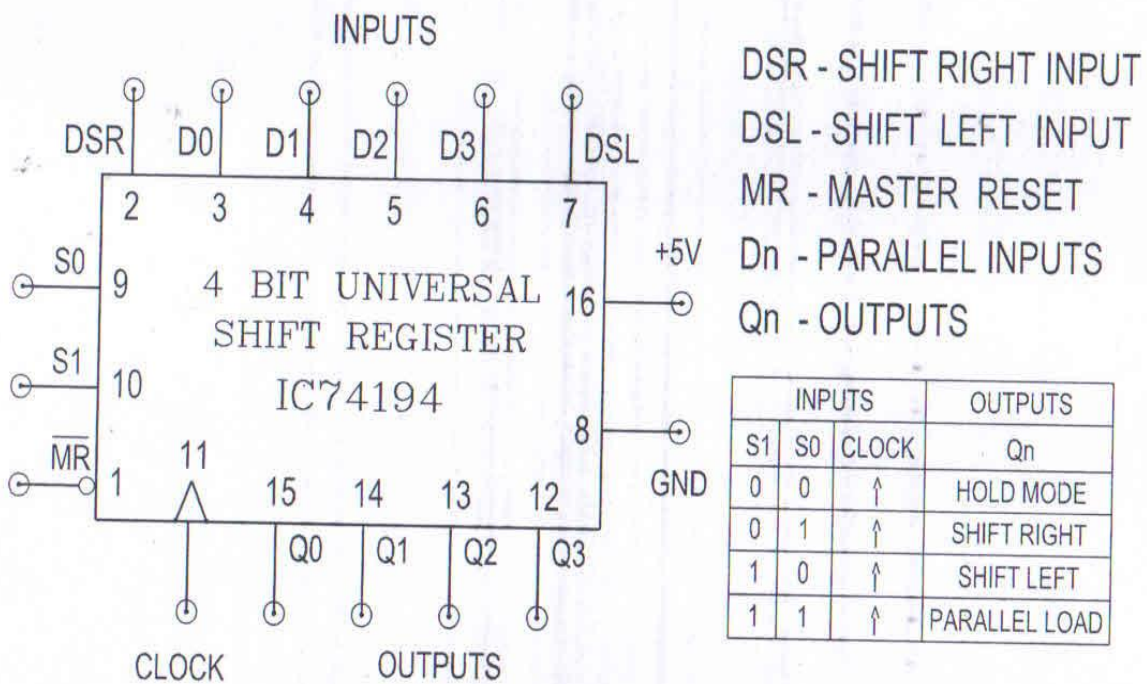 INPUTS
DSR D0 D1 D2 D3 DSL
2 3 4 5 6 7
S0 9
S1 10
MR 1
4 BIT UNIVERSAL
SHIFT REGISTER
IC74194
+5V
16
8
GND
11 15 14 13 12
Q0 Q1 Q2 Q3
CLOCK OUTPUTS
DSR - SHIFT RIGHT INPUT
DSL - SHIFT LEFT INPUT
MR - MASTER RESET
Dn - PARALLEL INPUTS
Qn - OUTPUTS
INPUTS OUTPUTS
S1 S0 CLOCK Qn
0 0 ↑ HOLD MODE
0 1 ↑ SHIFT RIGHT
1 0 ↑ SHIFT LEFT
1 1 ↑ PARALLEL LOAD